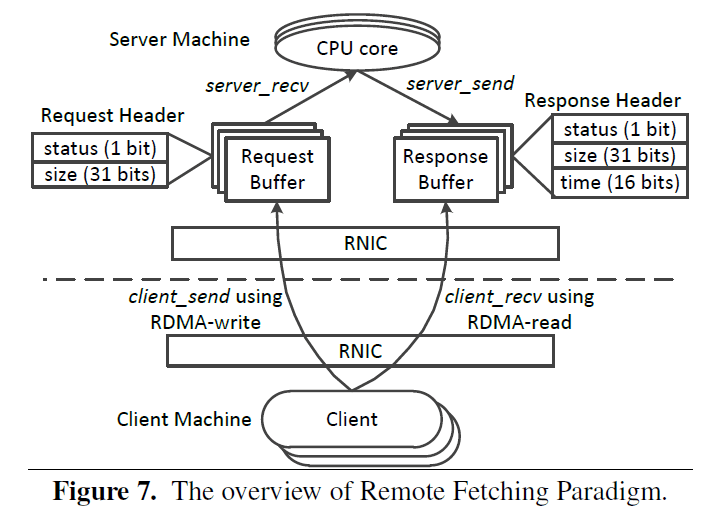 Server Machine
CPU core
server_recv
server_send
Request Header
status (1 bit)
size (31 bits)
Request
Buffer
Response
Buffer
Response Header
status (1 bit)
size (31 bits)
time (16 bits)
RNIC
client_send using
RDMA-write
client_recv using
RDMA-read
RNIC
Client Machine
Client
Figure 7. The overview of Remote Fetching Paradigm.